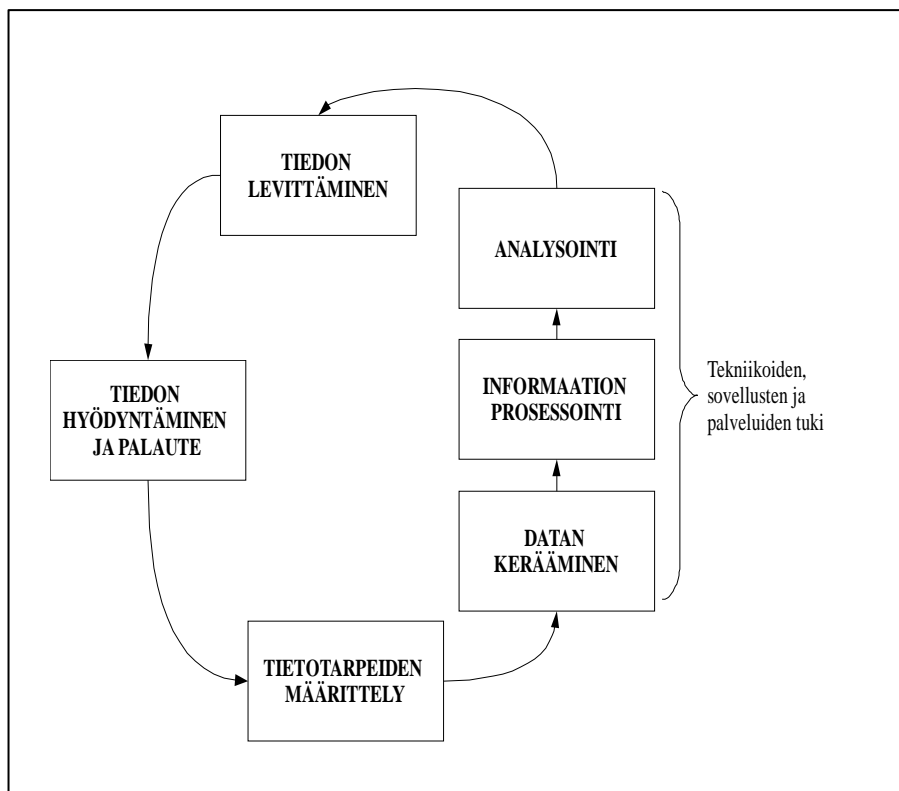 TIEDON
LEVITTÄMINEN
ANALYSOINTI
TIEDON
HYÖDYNTÄMINEN
JA PALAUTE
INFORMAATION
PROSESSOINTI
Tekniikoiden,
sovellusten ja
palveluiden tuki
DATAN
KERÄÄMINEN
TIETOTARPEIDEN
MÄÄRITTELY